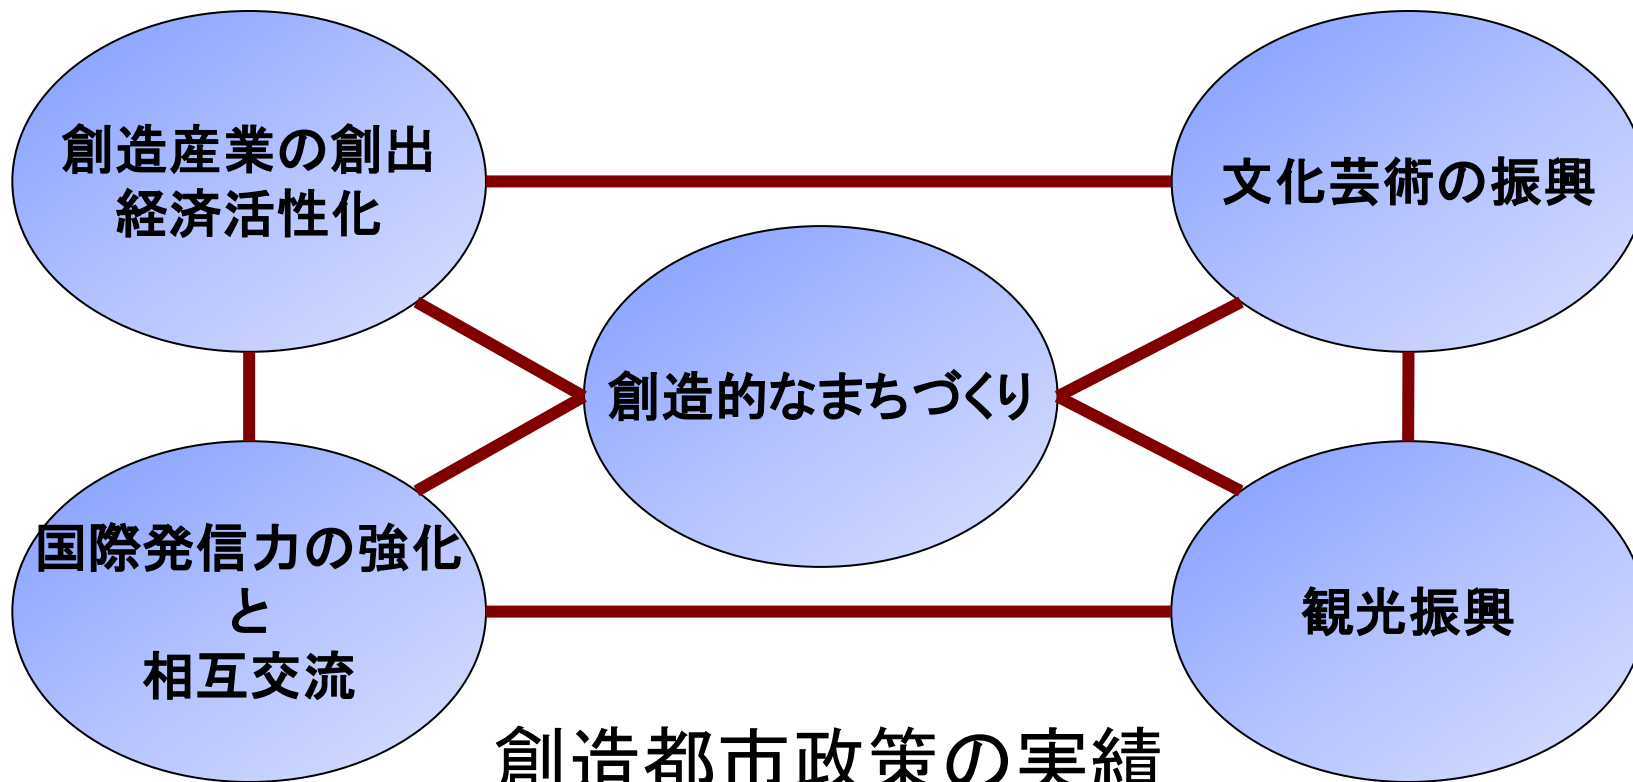 創造産業の創出
経済活性化
文化芸術の振興
創造的なまちづくり
国際発信力の強化
と
相互交流
観光振興
創造都市政策の実績